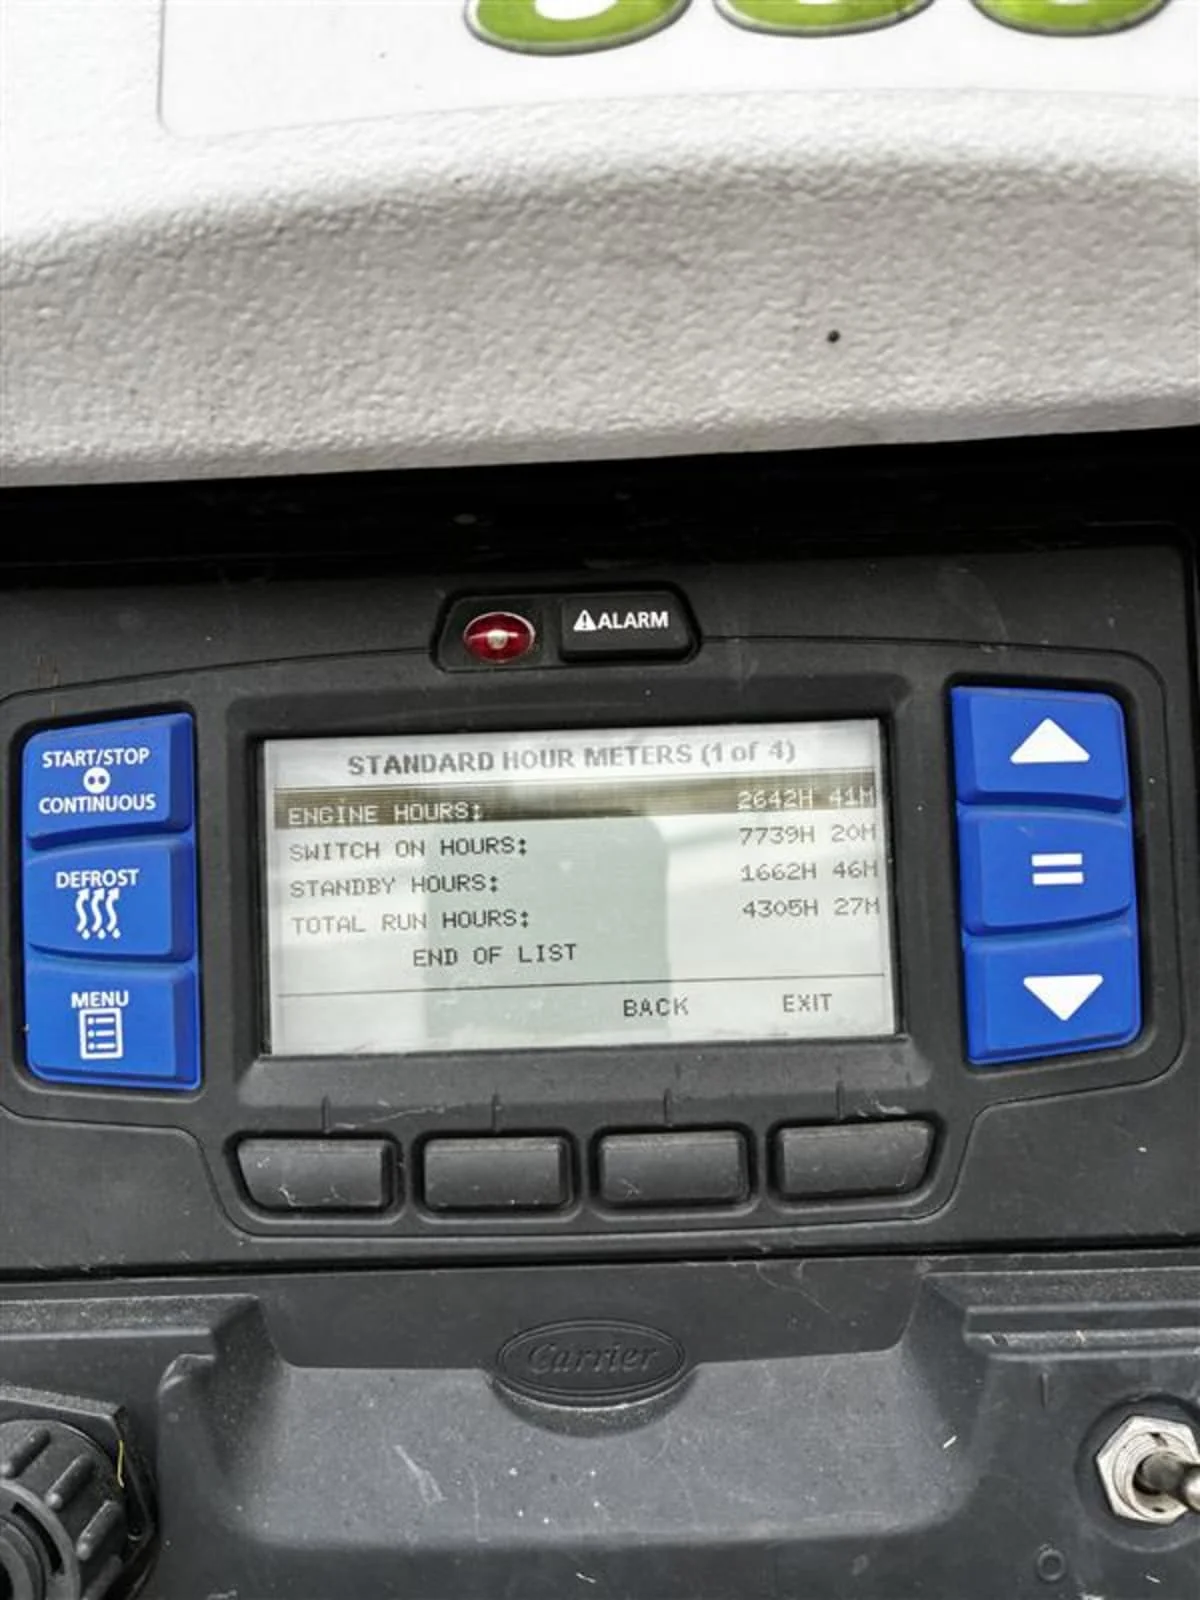 ALARM
START/STOP
CONTINUOUS
DEFROST
MENU
STANDARD HOUR METERS (1 of 4)
ENGINE HOURS: 2642H 41M
SWITCH ON HOURS: 7739H 20M
STANDBY HOURS: 1662H 46M
TOTAL RUN HOURS: 4305H 27M
END OF LIST
BACK EXIT
Carrier